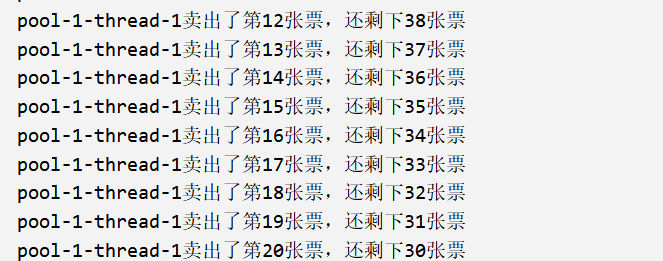 pool-1-thread-1卖出了第12张票，还剩下38张票
pool-1-thread-1卖出了第13张票，还剩下37张票
pool-1-thread-1卖出了第14张票，还剩下36张票
pool-1-thread-1卖出了第15张票，还剩下35张票
pool-1-thread-1卖出了第16张票，还剩下34张票
pool-1-thread-1卖出了第17张票，还剩下33张票
pool-1-thread-1卖出了第18张票，还剩下32张票
pool-1-thread-1卖出了第19张票，还剩下31张票
pool-1-thread-1卖出了第20张票，还剩下30张票